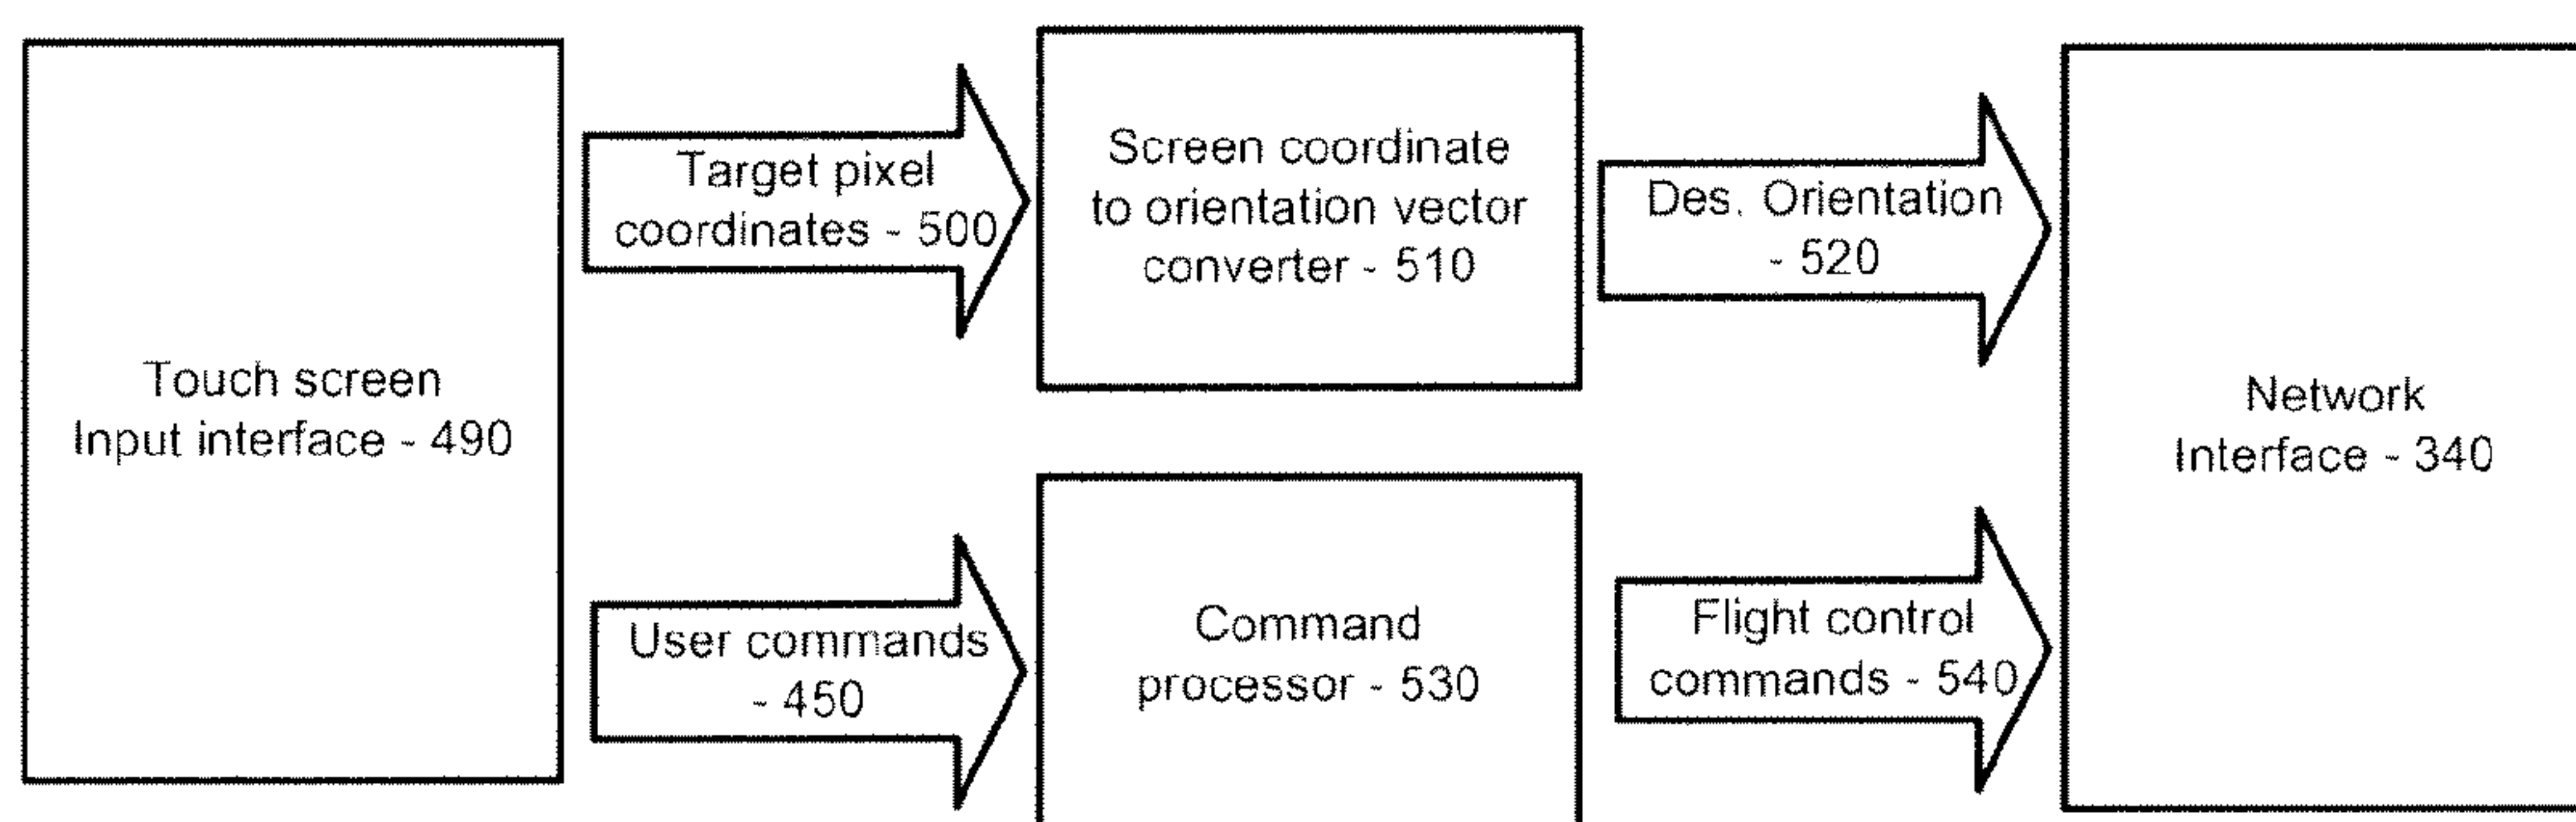 Touch screen
Input interface - 490
Target pixel
coordinates - 500
Screen coordinate
to orientation vector
converter - 510
Des. Orientation
- 520
User commands
- 450
Command
processor - 530
Flight control
commands - 540
Network
Interface - 340